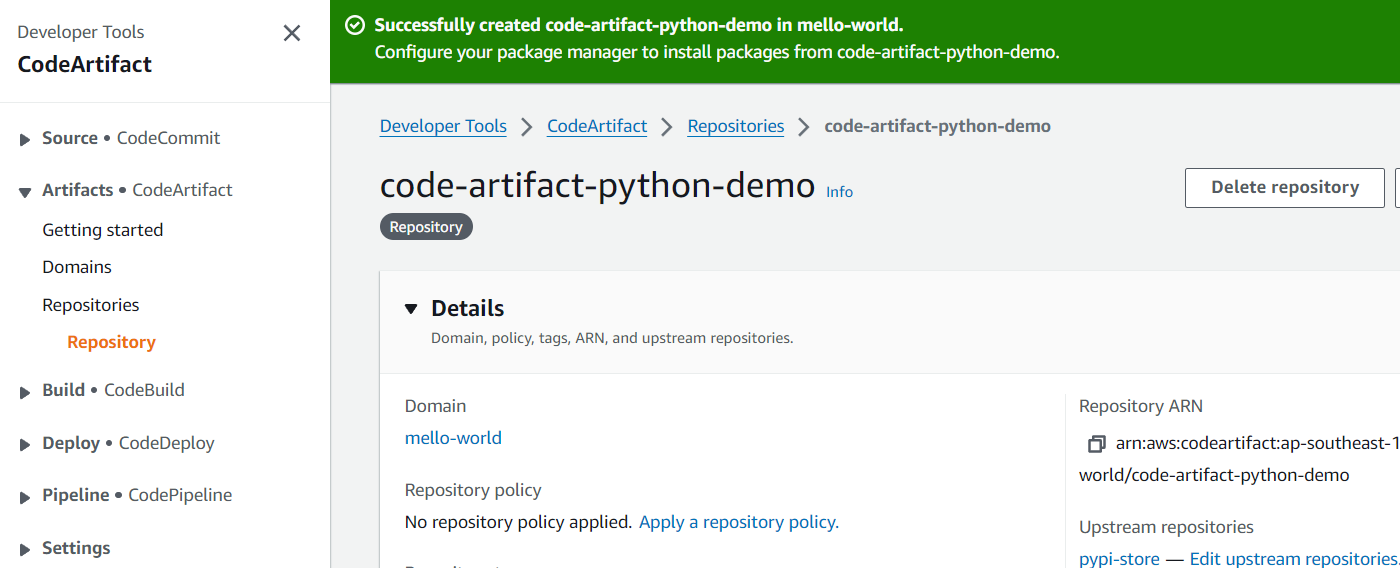 Developer Tools
CodeArtifact
Source • CodeCommit
Artifacts • CodeArtifact
Getting started
Domains
Repositories
Repository
Build • CodeBuild
Deploy • CodeDeploy
Pipeline • CodePipeline
Settings
Successfully created code-artifact-python-demo in mello-world.
Configure your package manager to install packages from code-artifact-python-demo.
Developer Tools > CodeArtifact > Repositories > code-artifact-python-demo
code-artifact-python-demo Info
Delete repository
Repository
Details
Domain, policy, tags, ARN, and upstream repositories.
Domain
mello-world
Repository policy
No repository policy applied. Apply a repository policy.
Repository ARN
arn:aws:codeartifact:ap-southeast-1
world/code-artifact-python-demo
Upstream repositories
pypi-store — Edit upstream repositories.